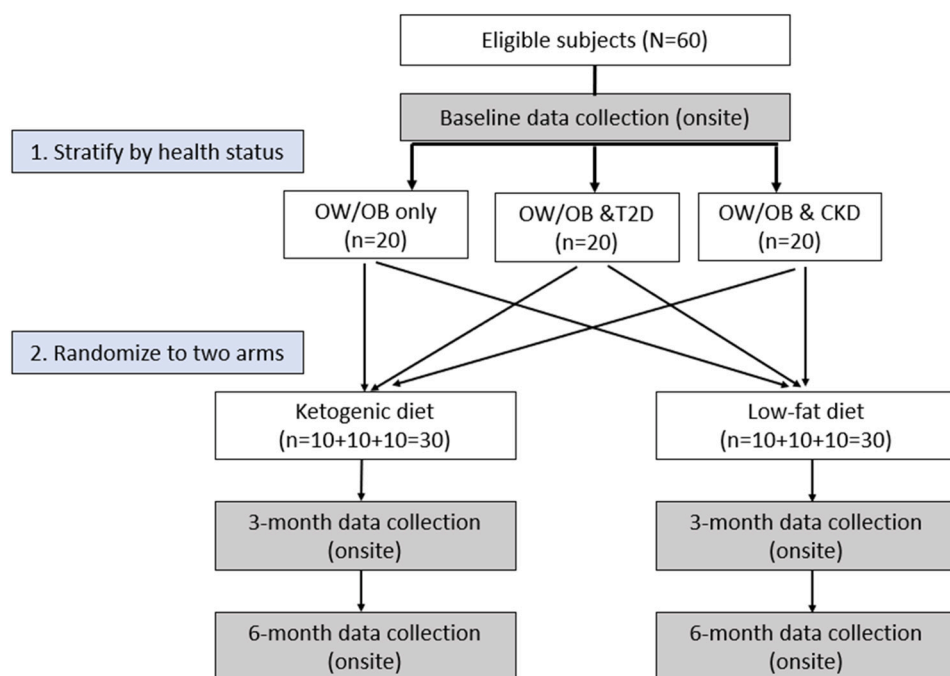 Eligible subjects (N=60)
Baseline data collection (onsite)
1. Stratify by health status
OW/OB only
(n=20)
OW/OB &T2D
(n=20)
OW/OB & CKD
(n=20)
2. Randomize to two arms
Ketogenic diet
(n=10+10+10=30)
Low-fat diet
(n=10+10+10=30)
3-month data collection
(onsite)
3-month data collection
(onsite)
6-month data collection
(onsite)
6-month data collection
(onsite)